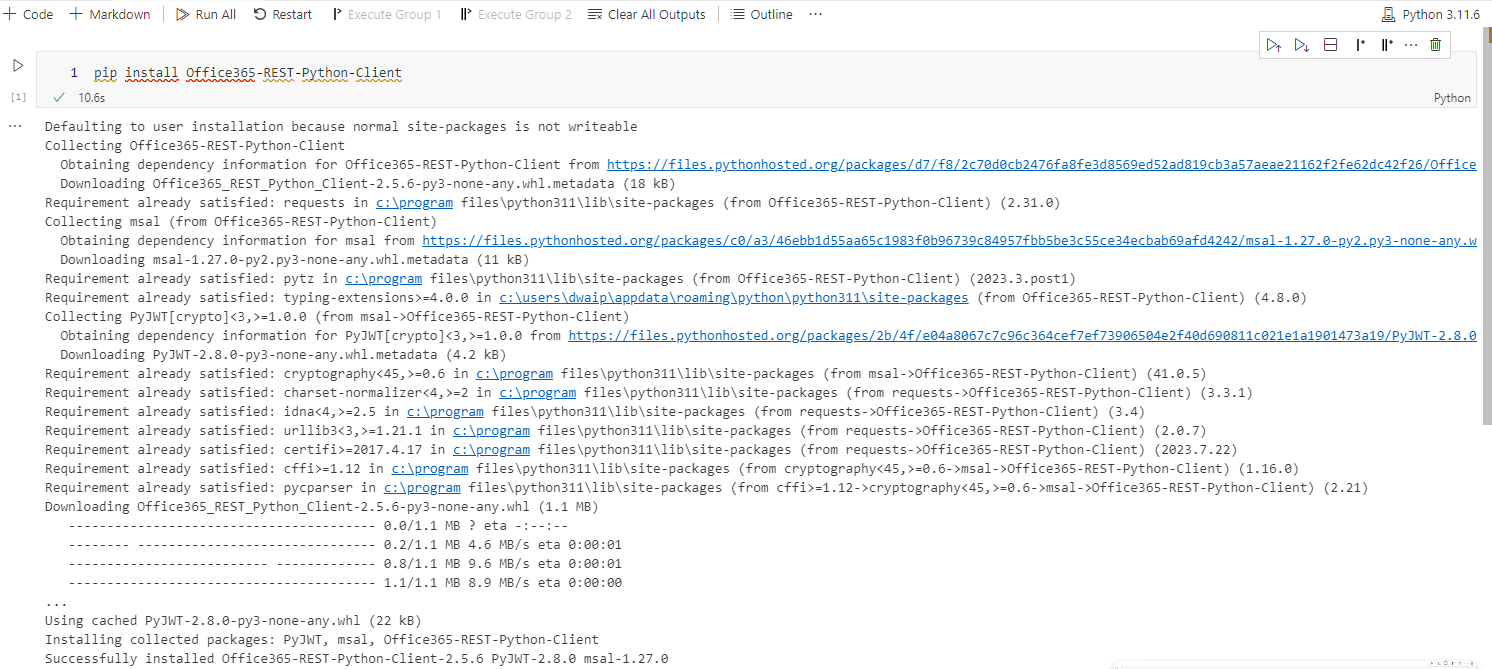 Code Markdown Run All Restart Execute Group 1 Execute Group 2 Clear All Outputs Outline ... Python 3.11.6
1 pip install Office365-REST-Python-Client
[1] 10.6s Python
Defaulting to user installation because normal site-packages is not writeable
Collecting Office365-REST-Python-Client
Obtaining dependency information for Office365-REST-Python-Client from https://files.pythonhosted.org/packages/d7/f8/2c70d0cb2476fa8fe3d8569ed52ad819cb3a57aeae21162f2fe62dc42f26/Office
Downloading Office365_REST_Python_Client-2.5.6-py3-none-any.whl.metadata (18 kB)
Requirement already satisfied: requests in c:\program files\python311\lib\site-packages (from Office365-REST-Python-Client) (2.31.0)
Collecting msal (from Office365-REST-Python-Client)
Obtaining dependency information for msal from https://files.pythonhosted.org/packages/c0/a3/46ebb1d55aa65c1983f0b96739c84957fbb5be3c55ce34ecbab69afd4242/msal-1.27.0-py2.py3-none-any.w
Downloading msal-1.27.0-py2.py3-none-any.whl.metadata (11 kB)
Requirement already satisfied: pytz in c:\program files\python311\lib\site-packages (from Office365-REST-Python-Client) (2023.3.post1)
Requirement already satisfied: typing-extensions>=4.0.0 in c:\users\dwaip\appdata\roaming\python\python311\site-packages (from Office365-REST-Python-Client) (4.8.0)
Collecting PyJWT[crypto]<3,>=1.0.0 (from msal->Office365-REST-Python-Client)
Obtaining dependency information for PyJWT[crypto]<3,>=1.0.0 from https://files.pythonhosted.org/packages/2b/4f/e04a8067c7c96c364cef7ef73906504e2f40d690811c021e1a1901473a19/PyJWT-2.8.0
Downloading PyJWT-2.8.0-py3-none-any.whl.metadata (4.2 kB)
Requirement already satisfied: cryptography<45,>=0.6 in c:\program files\python311\lib\site-packages (from msal->Office365-REST-Python-Client) (41.0.5)
Requirement already satisfied: charset-normalizer<4,>=2 in c:\program files\python311\lib\site-packages (from requests->Office365-REST-Python-Client) (3.3.1)
Requirement already satisfied: idna<4,>=2.5 in c:\program files\python311\lib\site-packages (from requests->Office365-REST-Python-Client) (3.4)
Requirement already satisfied: urllib3<3,>=1.21.1 in c:\program files\python311\lib\site-packages (from requests->Office365-REST-Python-Client) (2.0.7)
Requirement already satisfied: certifi>=2017.4.17 in c:\program files\python311\lib\site-packages (from requests->Office365-REST-Python-Client) (2023.7.22)
Requirement already satisfied: cffi>=1.12 in c:\program files\python311\lib\site-packages (from cryptography<45,>=0.6->msal->Office365-REST-Python-Client) (1.16.0)
Requirement already satisfied: pycparser in c:\program files\python311\lib\site-packages (from cffi>=1.12->cryptography<45,>=0.6->msal->Office365-REST-Python-Client) (2.21)
Downloading Office365_REST_Python_Client-2.5.6-py3-none-any.whl (1.1 MB)
---------------------------------------- 0.0/1.1 MB ? eta -:--:--
-------- ------------------------------- 0.2/1.1 MB 4.6 MB/s eta 0:00:01
-------------------------- ------------- 0.8/1.1 MB 9.6 MB/s eta 0:00:01
---------------------------------------- 1.1/1.1 MB 8.9 MB/s eta 0:00:00
...
Using cached PyJWT-2.8.0-py3-none-any.whl (22 kB)
Installing collected packages: PyJWT, msal, Office365-REST-Python-Client
Successfully installed Office365-REST-Python-Client-2.5.6 PyJWT-2.8.0 msal-1.27.0